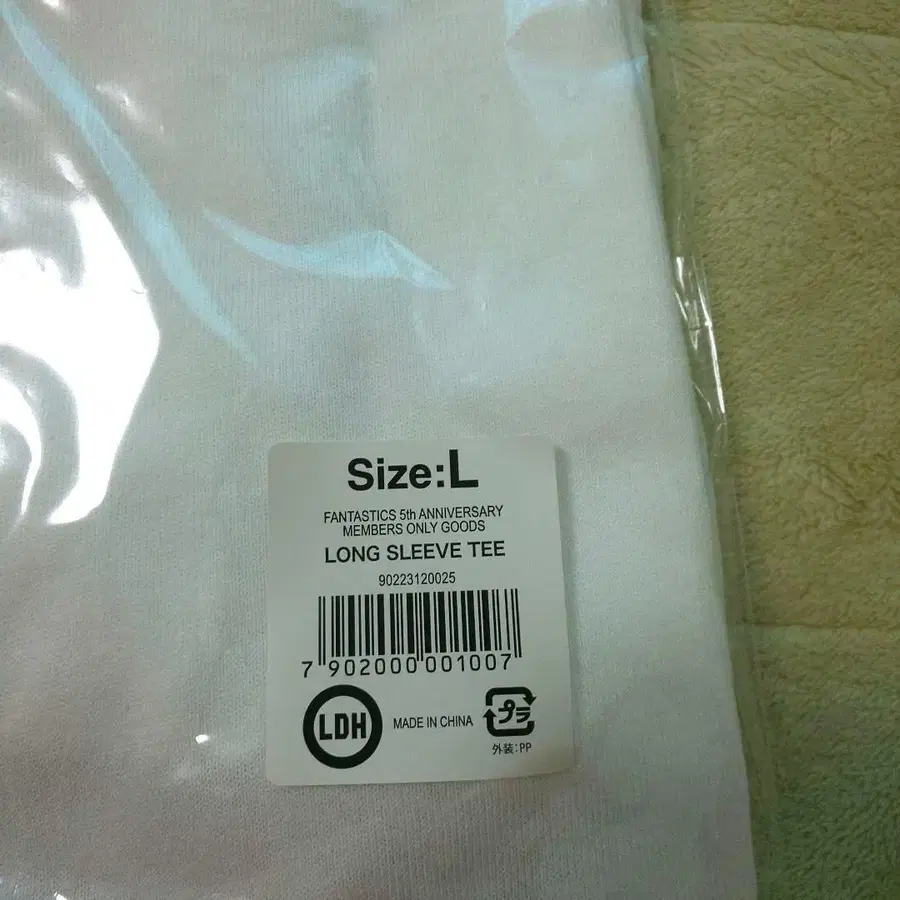 Size:L
FANTASTICS 5th ANNIVERSARY
MEMBERS ONLY GOODS
LONG SLEEVE TEE
90223120025
7 902000 001007
LDH
MADE IN CHINA
プラ
外装:PP